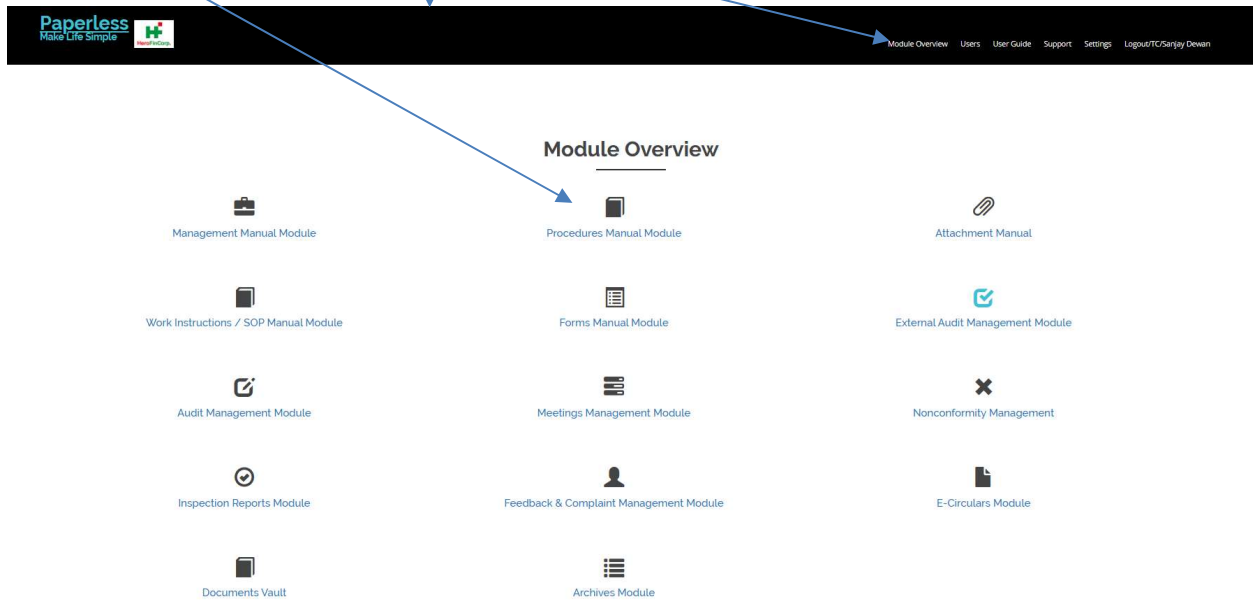 Paperless
Make Life Simple
HeroFinCorp.
Module Overview Users User Guide Support Settings Logout/TC/Sanjay Dewan
Module Overview
Management Manual Module Procedures Manual Module Attachment Manual
Work Instructions / SOP Manual Module Forms Manual Module External Audit Management Module
Audit Management Module Meetings Management Module Nonconformity Management
Inspection Reports Module Feedback & Complaint Management Module E-Circulars Module
Documents Vault Archives Module